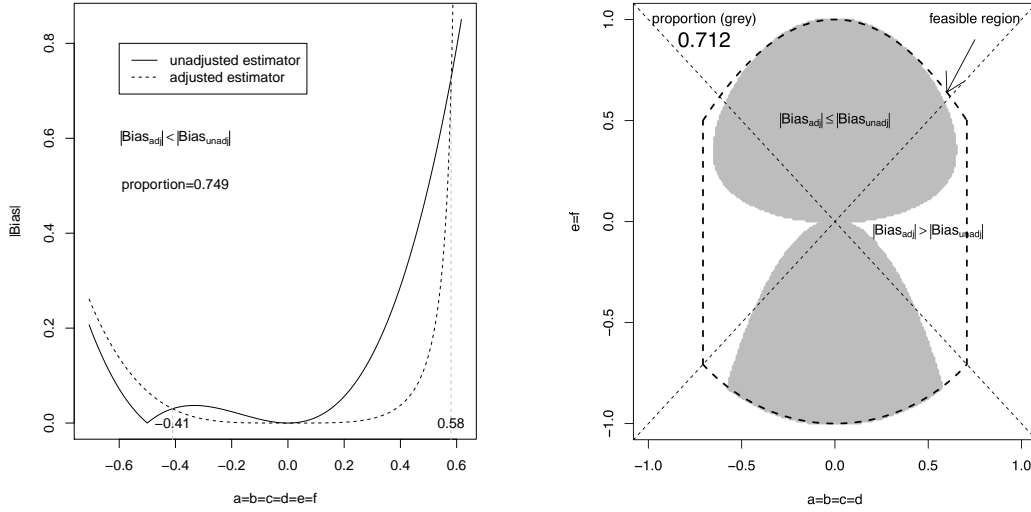 unadjusted estimator
adjusted estimator
|Bias_adj| < |Bias_unadj|
proportion=0.749
−0.41
0.58
0.0
0.2
0.4
0.6
0.8
|Bias|
−0.6
−0.4
−0.2
0.0
0.2
0.4
0.6
a=b=c=d=e=f
proportion (grey)
0.712
feasible region
|Bias_adj| ≤ |Bias_unadj|
|Bias_adj| > |Bias_unadj|
1.0
0.5
0.0
−0.5
−1.0
e=f
−1.0
−0.5
0.0
0.5
1.0
a=b=c=d